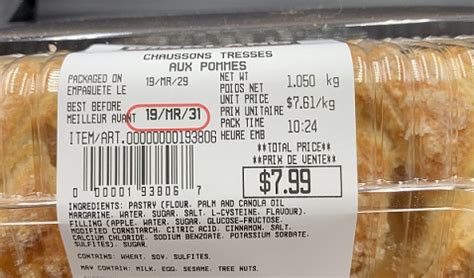 CHAUSSONS TRESSES
AUX POMMES
PACKAGED ON
EMPAQUETE LE
19/MR/29
NET WT
POIDS NET
1.050 kg
BEST BEFORE
MEILLEUR AVANT
19/MR/31
UNIT PRICE
PRIX UNITAIRE
$7.61/kg
ITEM/ART.00000000193806
PACK TIME
HEURE EMB
10:24
**TOTAL PRICE**
**PRIX DE VENTE**
$7.99
0 00001 93806 7
INGREDIENTS: PASTRY (FLOUR, PALM AND CANOLA OIL
MARGARINE, WATER, SUGAR, SALT, L-CYSTEINE, FLAVOUR),
FILLING (APPLE, WATER, SUGAR, GLUCOSE-FRUCTOSE,
MODIFIED CORNSTARCH, CITRIC ACID, CINNAMON, SALT,
CALCIUM CHLORIDE, SODIUM BENZOATE, POTASSIUM SORBATE,
SULFITES), SUGAR.
CONTAINS: WHEAT, SOY, SULFITES.
MAY CONTAIN: MILK, EGG, SESAME, TREE NUTS.